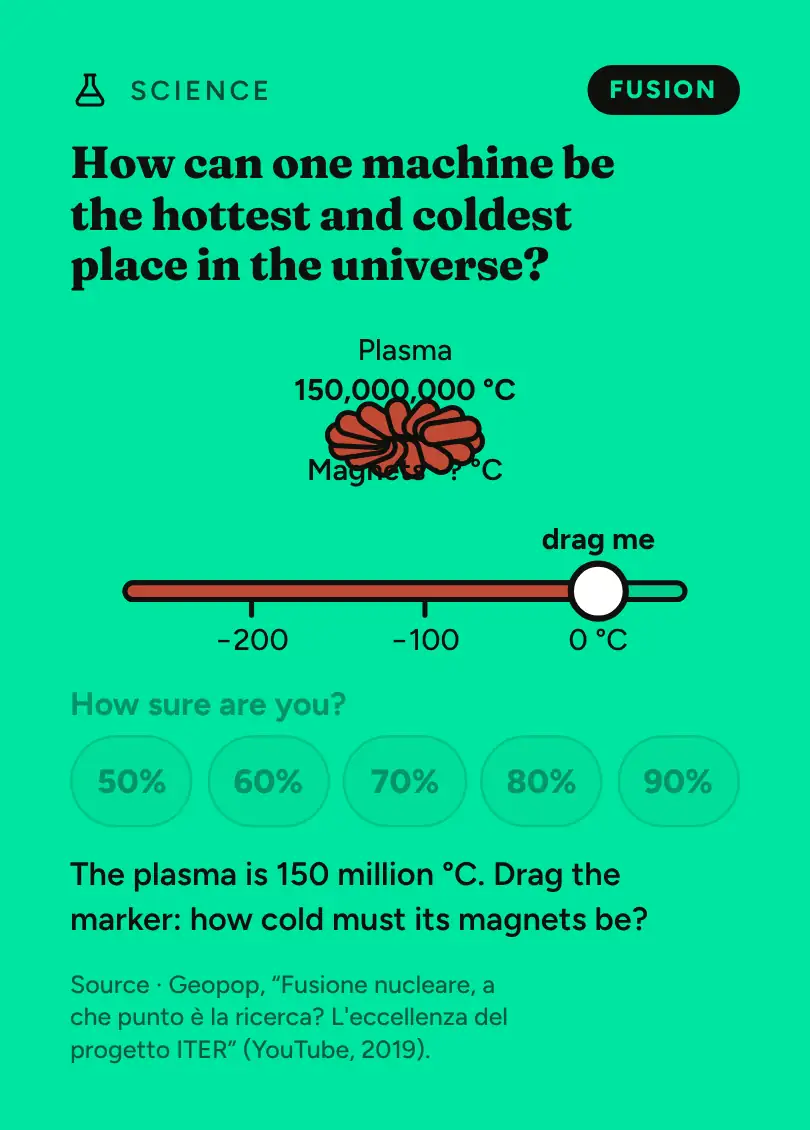 SCIENCE
FUSION
How can one machine be
the hottest and coldest
place in the universe?
Plasma
150,000,000 °C
Magnets ? °C
drag me
−200
−100
0 °C
How sure are you?
50%
60%
70%
80%
90%
The plasma is 150 million °C. Drag the
marker: how cold must its magnets be?
Source · Geopop, “Fusione nucleare, a
che punto è la ricerca? L'eccellenza del
progetto ITER” (YouTube, 2019).